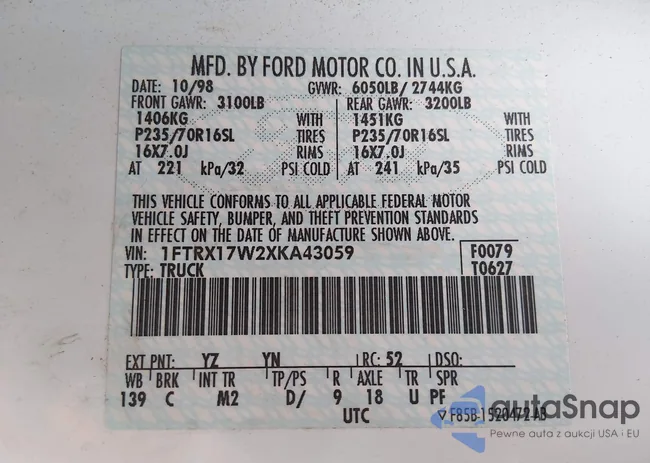 MFD. BY FORD MOTOR CO. IN U.S.A.
DATE: 10/98 GVWR: 6050LB/ 2744KG
FRONT GAWR: 3100LB REAR GAWR: 3200LB
1406KG WITH 1451KG WITH
P235/70R16SL TIRES P235/70R16SL TIRES
16X7.0J RIMS 16X7.0J RIMS
AT 221 kPa/32 PSI COLD AT 241 kPa/35 PSI COLD
THIS VEHICLE CONFORMS TO ALL APPLICABLE FEDERAL MOTOR
VEHICLE SAFETY, BUMPER, AND THEFT PREVENTION STANDARDS
IN EFFECT ON THE DATE OF MANUFACTURE SHOWN ABOVE.
VIN: 1FTRX17W2XKA43059 F0079
TYPE: TRUCK T0627
EXT PNT: YZ YN RC: 52 DSO:
WB BRK INT TR TP/PS R AXLE TR SPR
139 C M2 D/ 9 18 U PF
UTC F85B-1520472-AB
autaSnap
Pewne auta z aukcji USA i EU